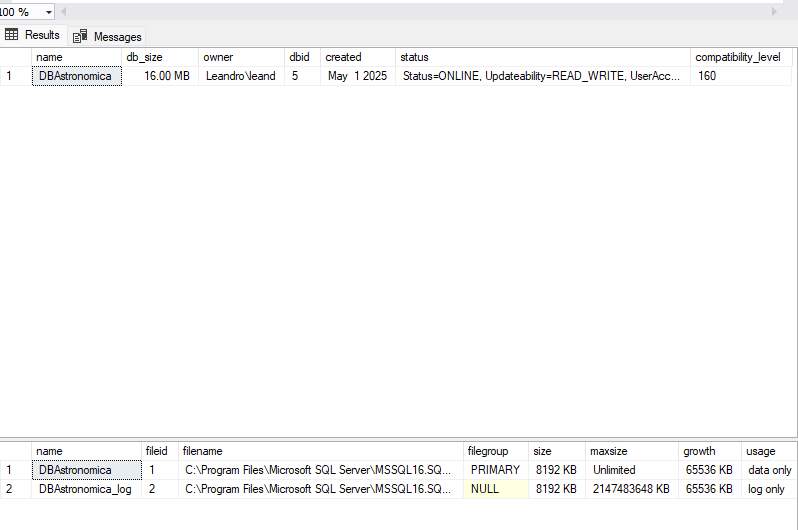 100 %
Results Messages
name db_size owner dbid created status compatibility_level
1 DBAstronomica 16.00 MB Leandro\leand 5 May 1 2025 Status=ONLINE, Updateability=READ_WRITE, UserAcc... 160
name fileid filename filegroup size maxsize growth usage
1 DBAstronomica 1 C:\Program Files\Microsoft SQL Server\MSSQL16.SQ... PRIMARY 8192 KB Unlimited 65536 KB data only
2 DBAstronomica_log 2 C:\Program Files\Microsoft SQL Server\MSSQL16.SQ... NULL 8192 KB 2147483648 KB 65536 KB log only